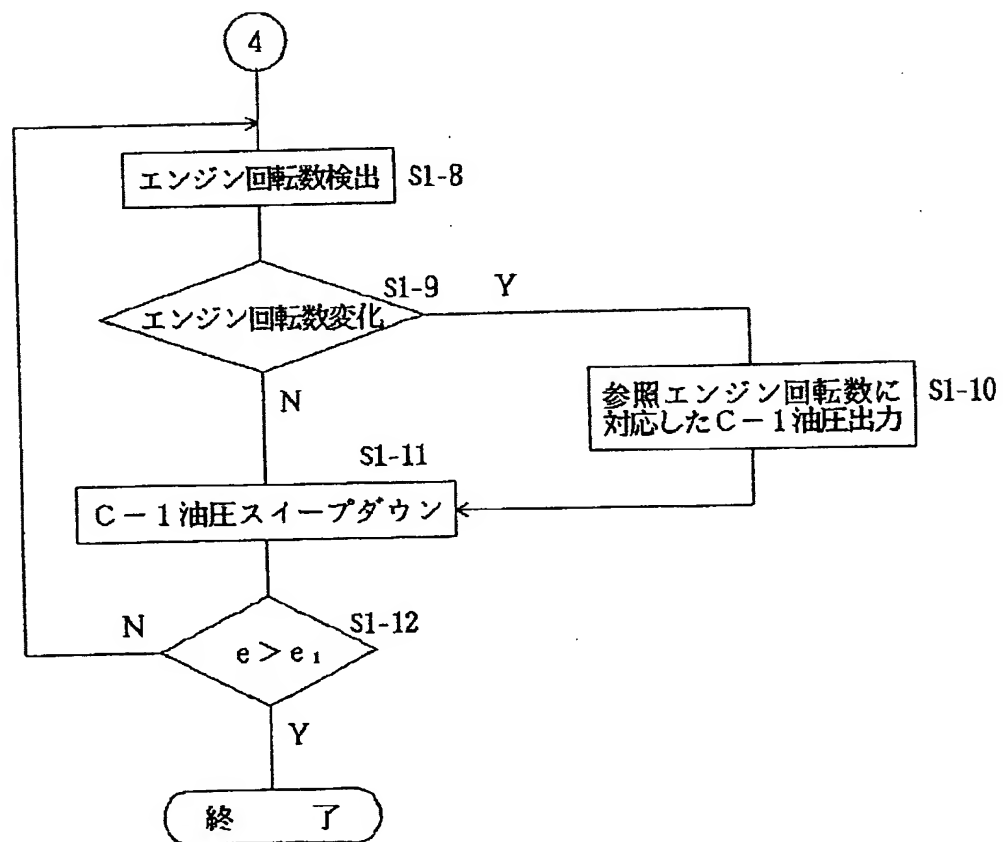 4
エンジン回転数検出 S1-8
S1-9 Y
エンジン回転数変化
N
参照エンジン回転数に S1-10
対応したC-1油圧出力
S1-11
C-1油圧スイープダウン
N S1-12
e>e₁
Y
終 了